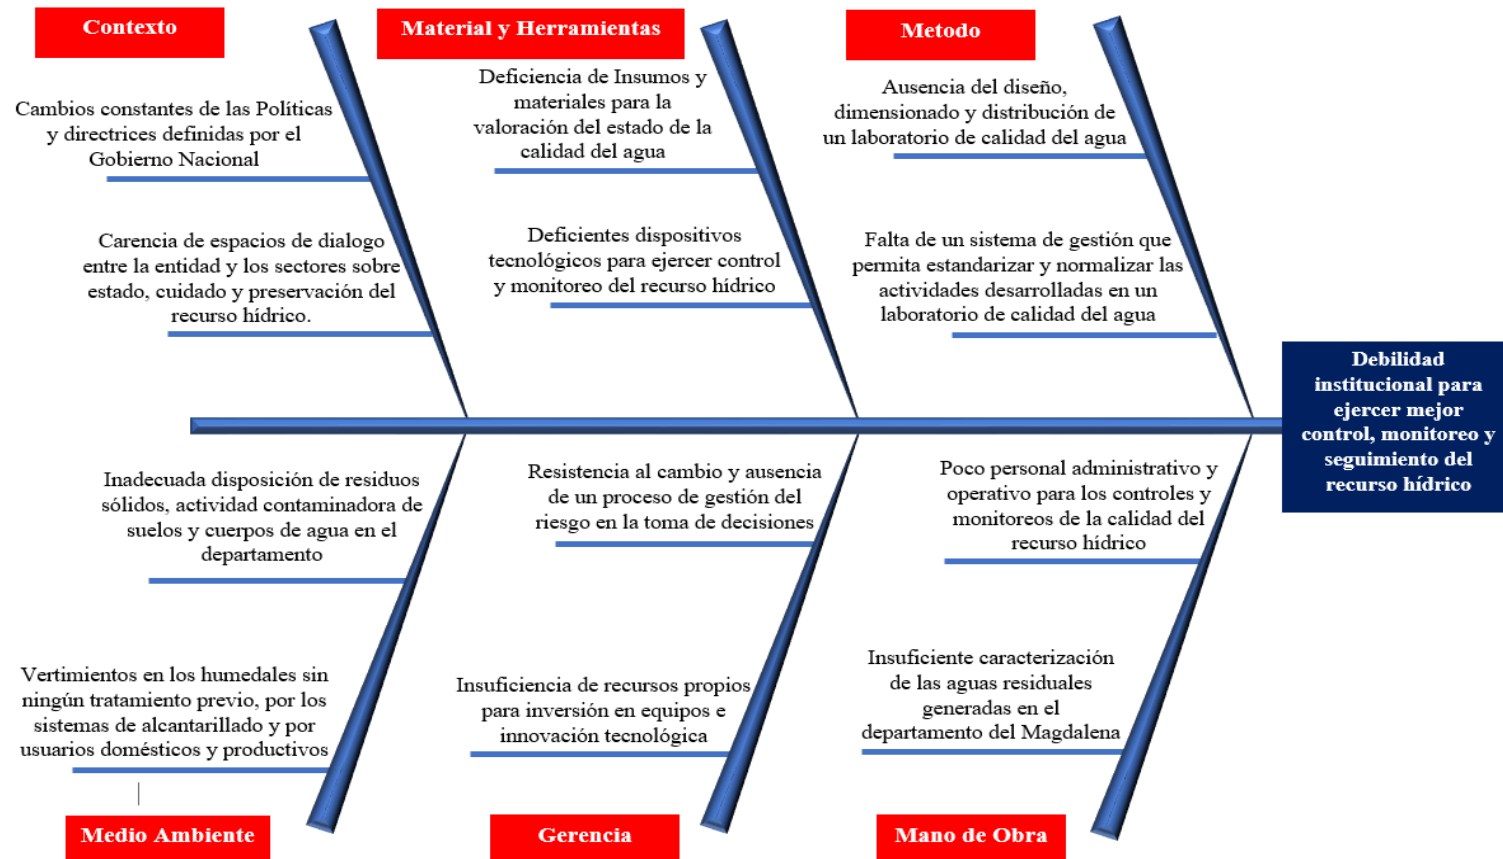 Contexto
Cambios constantes de las Políticas
y directrices definidas por el
Gobierno Nacional
Carencia de espacios de dialogo
entre la entidad y los sectores sobre
estado, cuidado y preservación del
recurso hídrico.
Material y Herramientas
Deficiencia de Insumos y
materiales para la
valoración del estado de la
calidad del agua
Deficientes dispositivos
tecnológicos para ejercer control
y monitoreo del recurso hídrico
Metodo
Ausencia del diseño,
dimensionado y distribución de
un laboratorio de calidad del agua
Falta de un sistema de gestión que
permita estandarizar y normalizar las
actividades desarrolladas en un
laboratorio de calidad del agua
Debilidad
institucional para
ejercer mejor
control, monitoreo y
seguimiento del
recurso hídrico
Inadecuada disposición de residuos
sólidos, actividad contaminadora de
suelos y cuerpos de agua en el
departamento
Vertimientos en los humedales sin
ningún tratamiento previo, por los
sistemas de alcantarillado y por
usuarios domésticos y productivos
Medio Ambiente
Resistencia al cambio y ausencia
de un proceso de gestión del
riesgo en la toma de decisiones
Insuficiencia de recursos propios
para inversión en equipos e
innovación tecnológica
Gerencia
Poco personal administrativo y
operativo para los controles y
monitoreos de la calidad del
recurso hídrico
Insuficiente caracterización
de las aguas residuales
generadas en el
departamento del Magdalena
Mano de Obra